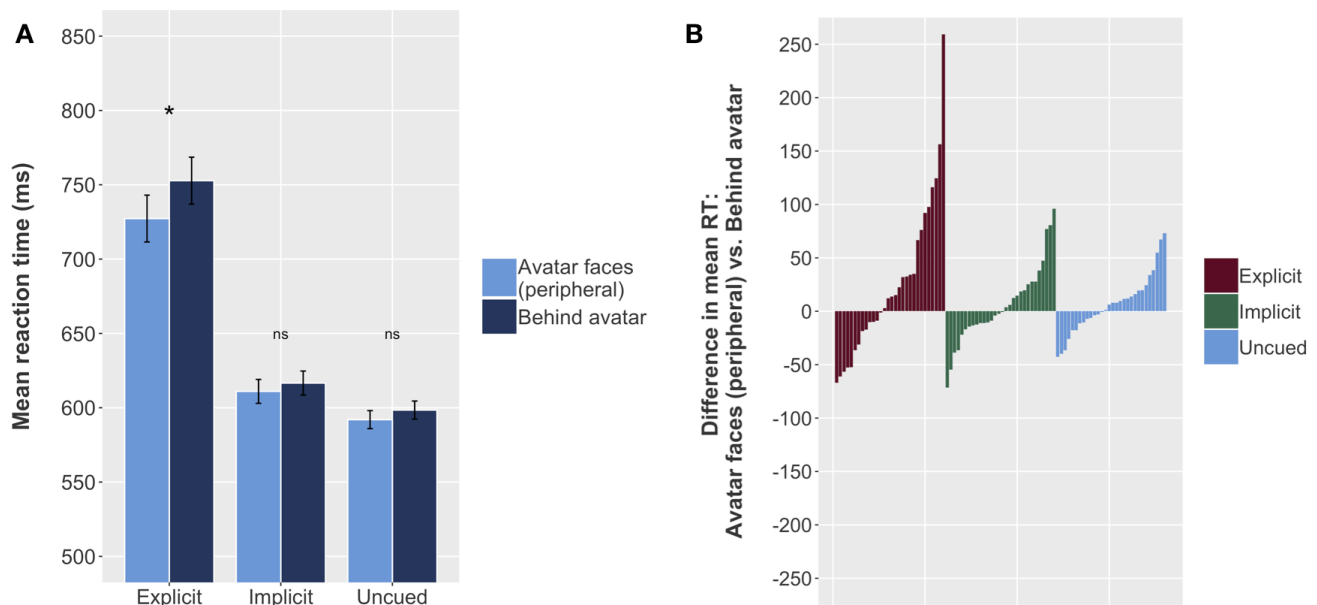 A
Mean reaction time (ms)
850
800
750
700
650
600
550
500
*
ns
ns
Explicit
Implicit
Uncued
Avatar faces
(peripheral)
Behind avatar
B
Difference in mean RT:
Avatar faces (peripheral) vs. Behind avatar
250
200
150
100
50
0
-50
-100
-150
-200
-250
Explicit
Implicit
Uncued